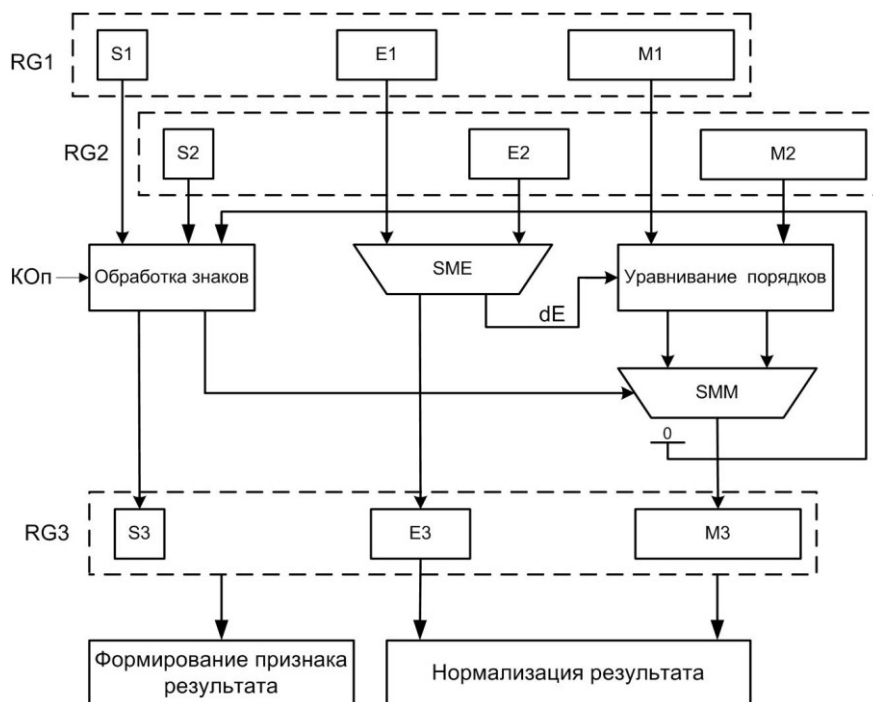 RG1
S1
E1
M1
RG2
S2
E2
M2
КОп
Обработка знаков
SME
Уравнивание порядков
dE
SMM
0
RG3
S3
E3
M3
Формирование признака
результата
Нормализация результата